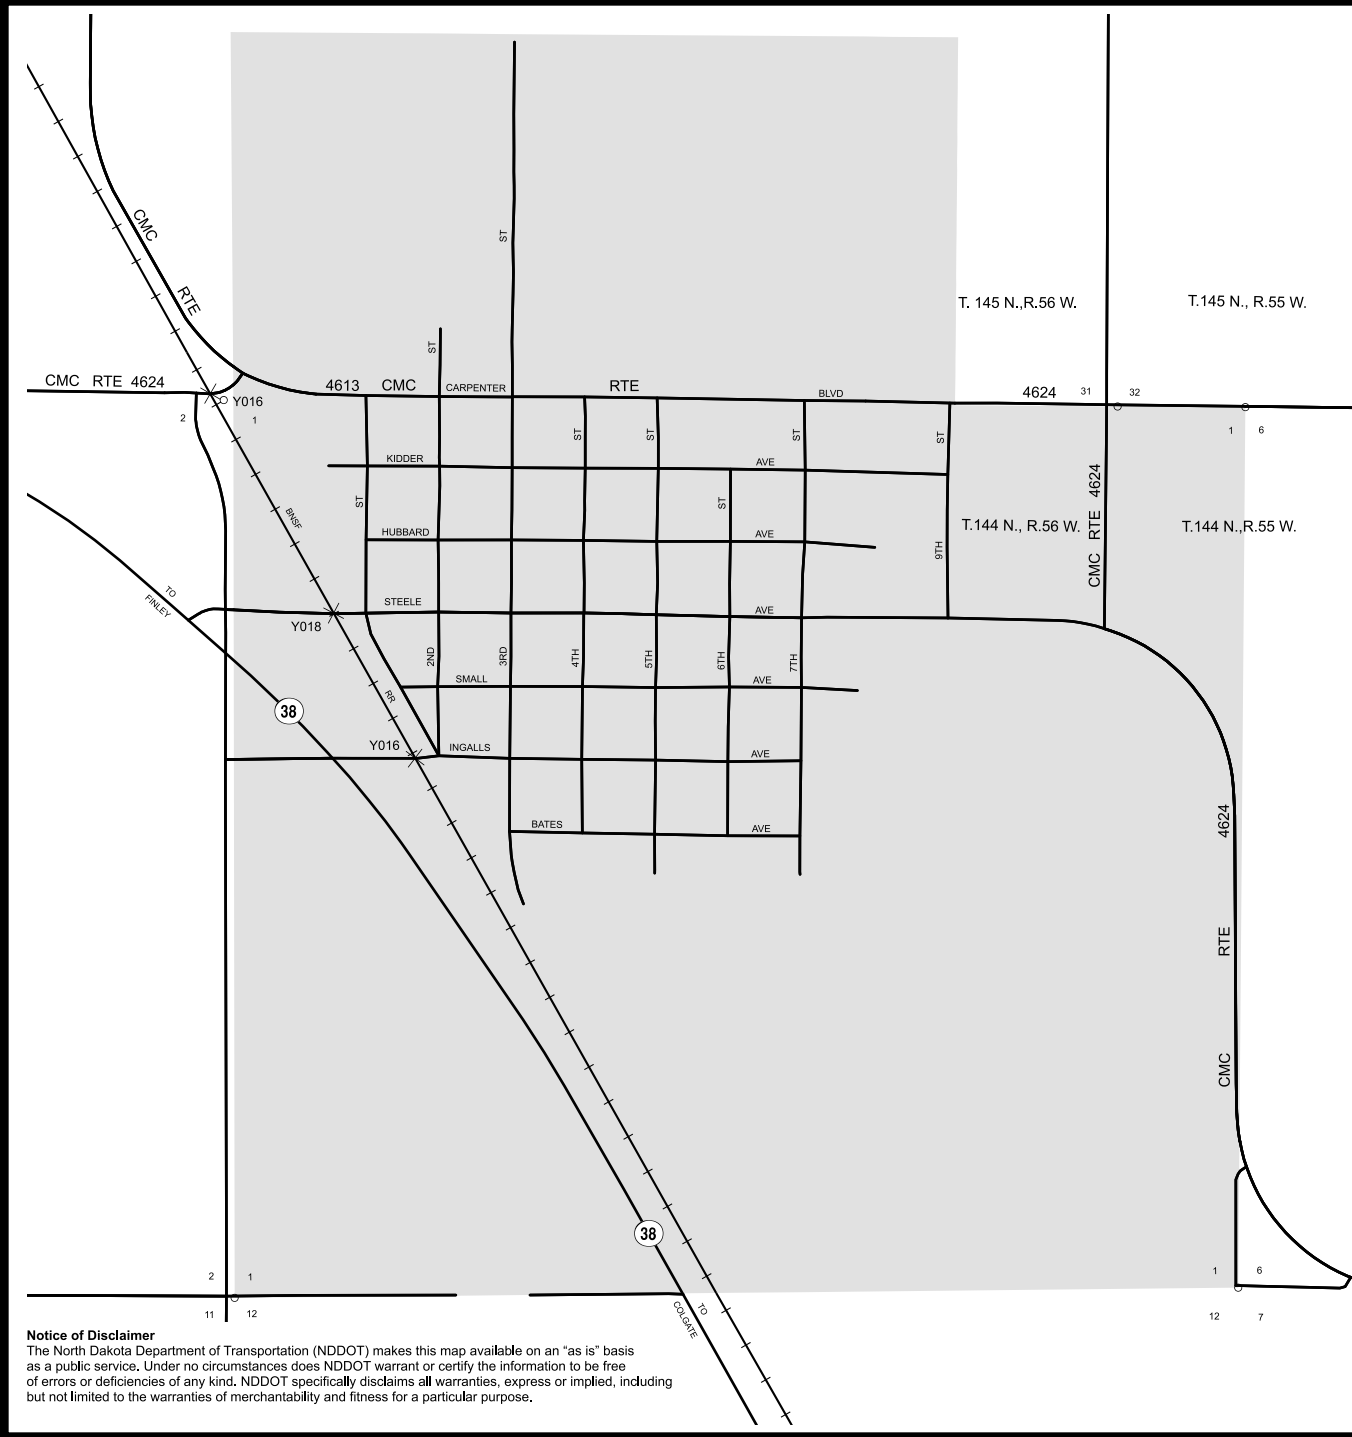 ST
CMC
RTE
T. 145 N.,R.56 W.
T.145 N., R.55 W.
ST
CMC RTE 4624
4613 CMC
CARPENTER
RTE
BLVD
4624
31
32
Y016
2
1
1
6
ST
ST
ST
ST
KIDDER
AVE
ST
ST
CMC RTE 4624
BNSF
HUBBARD
AVE
T.144 N., R.56 W.
T.144 N.,R.55 W.
9TH
TO
FINLEY
STEELE
AVE
Y018
2ND
3RD
4TH
5TH
6TH
7TH
SMALL
AVE
RR
38
Y016
INGALLS
AVE
BATES
AVE
4624
RTE
CMC
38
2
1
11
12
1
6
12
7
TO
COLGATE
Notice of Disclaimer
The North Dakota Department of Transportation (NDDOT) makes this map available on an “as is” basis
as a public service. Under no circumstances does NDDOT warrant or certify the information to be free
of errors or deficiencies of any kind. NDDOT specifically disclaims all warranties, express or implied, including
but not limited to the warranties of merchantability and fitness for a particular purpose.